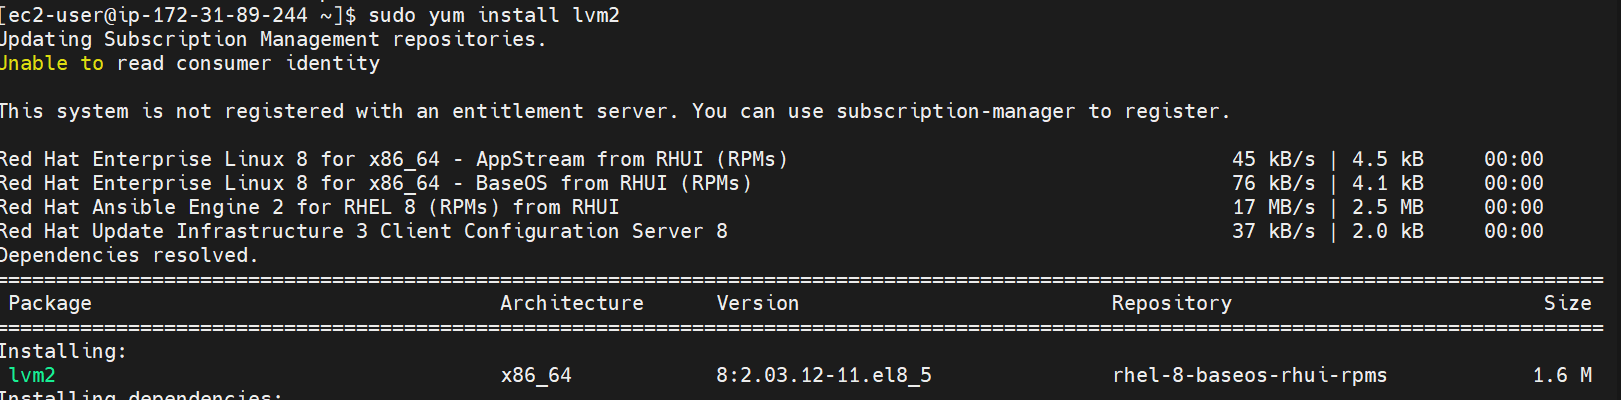 [ec2-user@ip-172-31-89-244 ~]$ sudo yum install lvm2
Updating Subscription Management repositories.
Unable to read consumer identity
This system is not registered with an entitlement server. You can use subscription-manager to register.
Red Hat Enterprise Linux 8 for x86_64 - AppStream from RHUI (RPMs) 45 kB/s | 4.5 kB 00:00
Red Hat Enterprise Linux 8 for x86_64 - BaseOS from RHUI (RPMs) 76 kB/s | 4.1 kB 00:00
Red Hat Ansible Engine 2 for RHEL 8 (RPMs) from RHUI 17 MB/s | 2.5 MB 00:00
Red Hat Update Infrastructure 3 Client Configuration Server 8 37 kB/s | 2.0 kB 00:00
Dependencies resolved.
Package Architecture Version Repository Size
Installing:
lvm2 x86_64 8:2.03.12-11.el8_5 rhel-8-baseos-rhui-rpms 1.6 M
Installing dependencies: